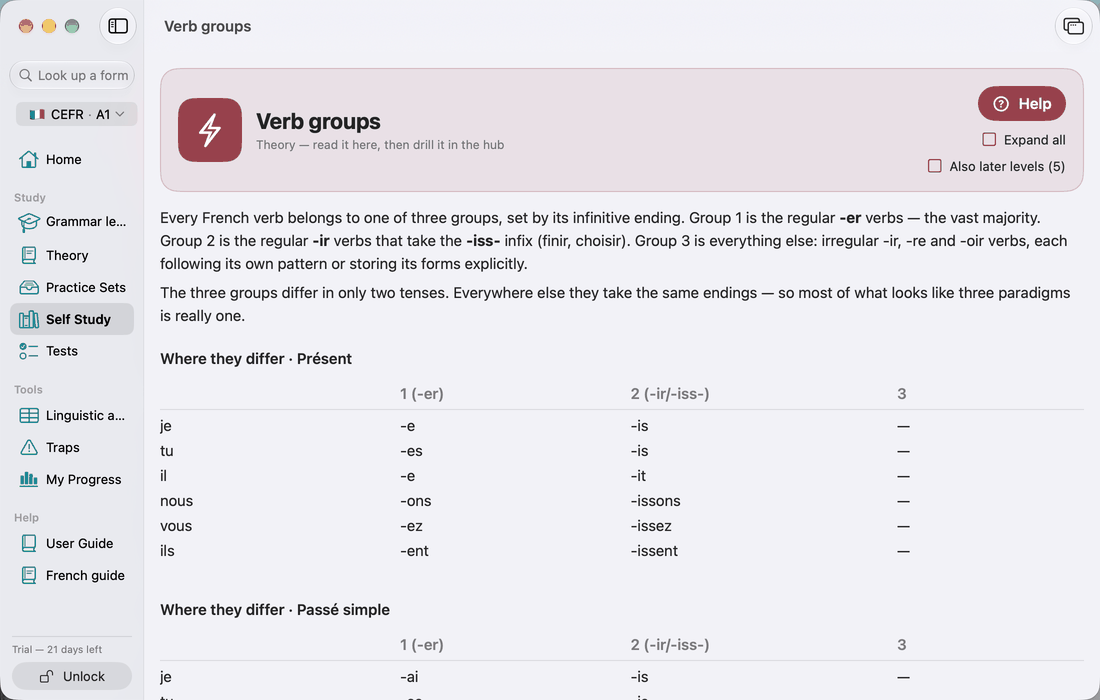 Verb groups
Look up a form
CEFR · A1
Home
Study
Grammar le...
Theory
Practice Sets
Self Study
Tests
Tools
Linguistic a...
Traps
My Progress
Help
User Guide
French guide
Trial — 21 days left
Unlock
Verb groups
Theory — read it here, then drill it in the hub
Help
Expand all
Also later levels (5)
Every French verb belongs to one of three groups, set by its infinitive ending. Group 1 is the regular -er verbs — the vast majority.
Group 2 is the regular -ir verbs that take the -iss- infix (finir, choisir). Group 3 is everything else: irregular -ir, -re and -oir verbs, each
following its own pattern or storing its forms explicitly.
The three groups differ in only two tenses. Everywhere else they take the same endings — so most of what looks like three paradigms
is really one.
Where they differ · Présent
1 (-er) 2 (-ir/-iss-) 3
je -e -is —
tu -es -is —
il -e -it —
nous -ons -issons —
vous -ez -issez —
ils -ent -issent —
Where they differ · Passé simple
1 (-er) 2 (-ir/-iss-) 3
je -ai -is —